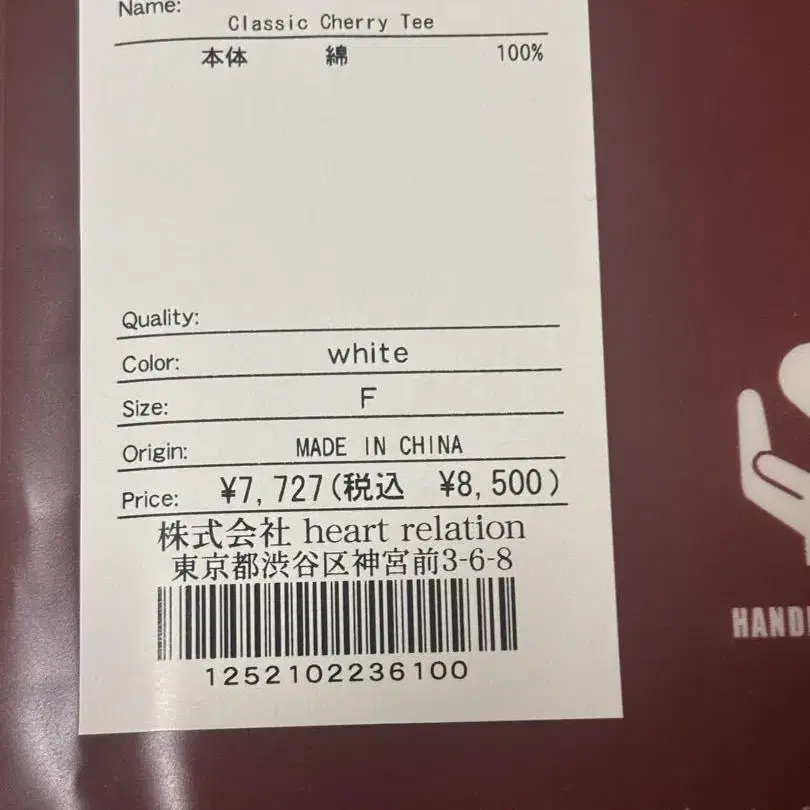 Name: Classic Cherry Tee
本体 綿 100%
Quality:
Color: white
Size: F
Origin: MADE IN CHINA
Price: ¥7,727(税込 ¥8,500)
株式会社 heart relation
東京都渋谷区神宮前3-6-8
1252102236100